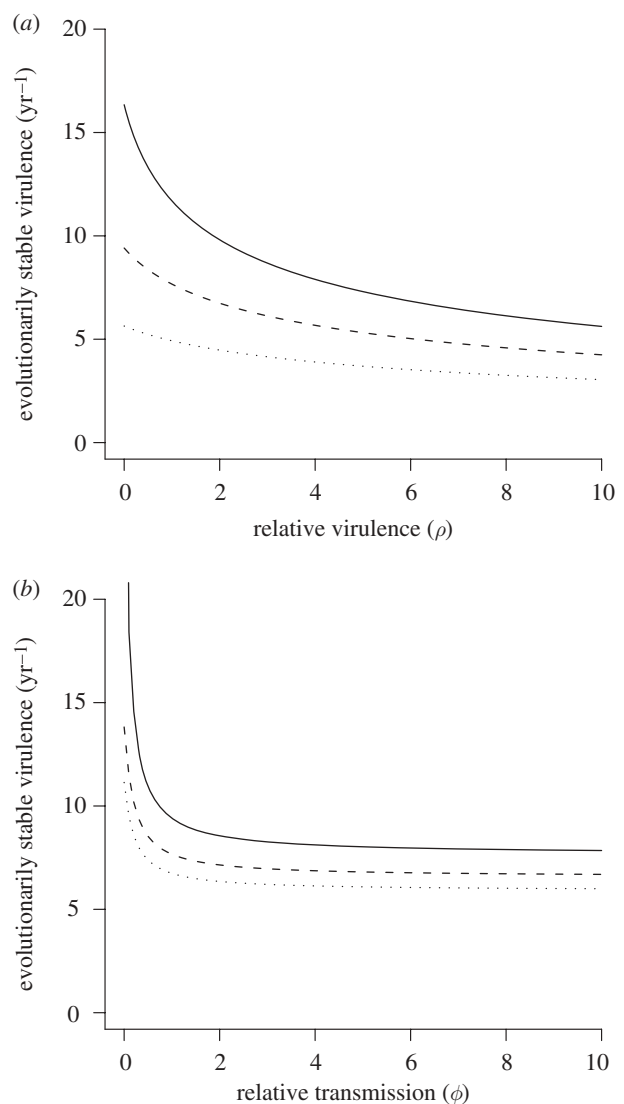 (a)
20
15
10
5
0
evolutionarily stable virulence (yr⁻¹)
0 2 4 6 8 10
relative virulence (ρ)
(b)
20
15
10
5
0
evolutionarily stable virulence (yr⁻¹)
0 2 4 6 8 10
relative transmission (ϕ)